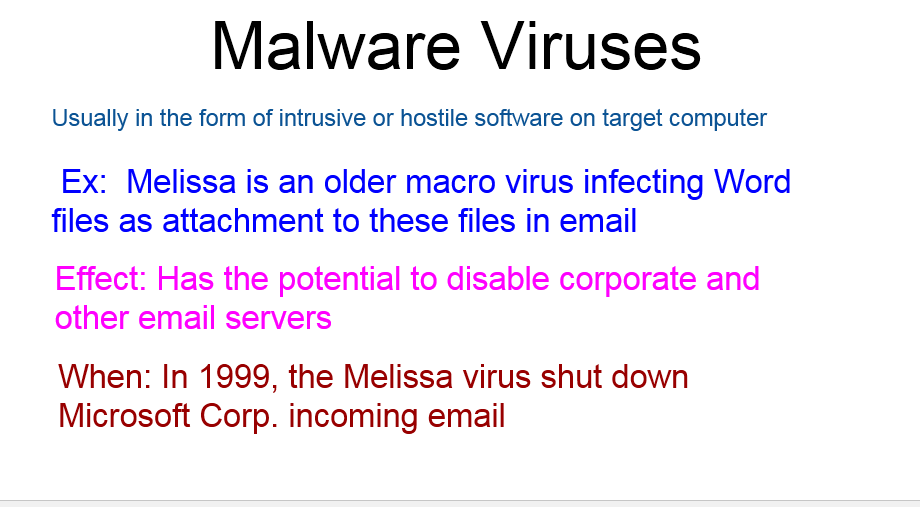 Malware Viruses
Usually in the form of intrusive or hostile software on target computer
Ex: Melissa is an older macro virus infecting Word
files as attachment to these files in email
Effect: Has the potential to disable corporate and
other email servers
When: In 1999, the Melissa virus shut down
Microsoft Corp. incoming email